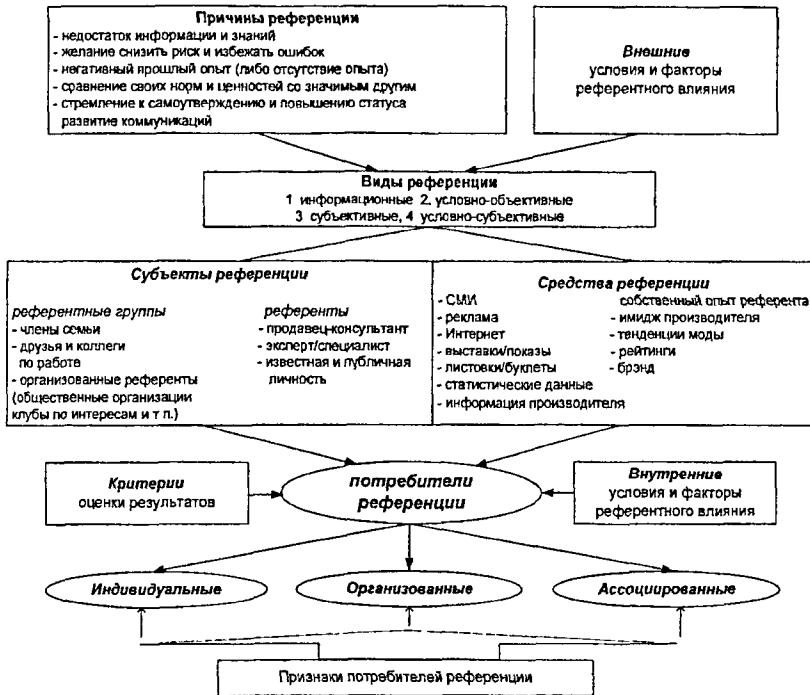 Причины референции
- недостаток информации и знаний
- желание снизить риск и избежать ошибок
- негативный прошлый опыт (либо отсутствие опыта)
- сравнение своих норм и ценностей со значимым другим
- стремление к самоутверждению и повышению статуса
развитие коммуникаций
Внешние
условия и факторы
референтного влияния
Виды референции
1 информационные 2. условно-объективные
3 субъективные, 4 условно-субъективные
Субъекты референции
референтные группы
- члены семьи
- друзья и коллеги
по работе
- организованные референты
(общественные организации
клубы по интересам и т п.)
референты
- продавец-консультант
- эксперт/специалист
- известная и публичная
личность
Средства референции
- СМИ
- реклама
- Интернет
- выставки/показы
- листовки/буклеты
- статистические данные
- информация производителя
собственный опыт референта
- имидж производителя
- тенденции моды
- рейтинги
- брэнд
Критерии
оценки результатов
потребители
референции
Внутренние
условия и факторы
референтного влияния
Индивидуальные
Организованные
Ассоциированные
Признаки потребителей референции